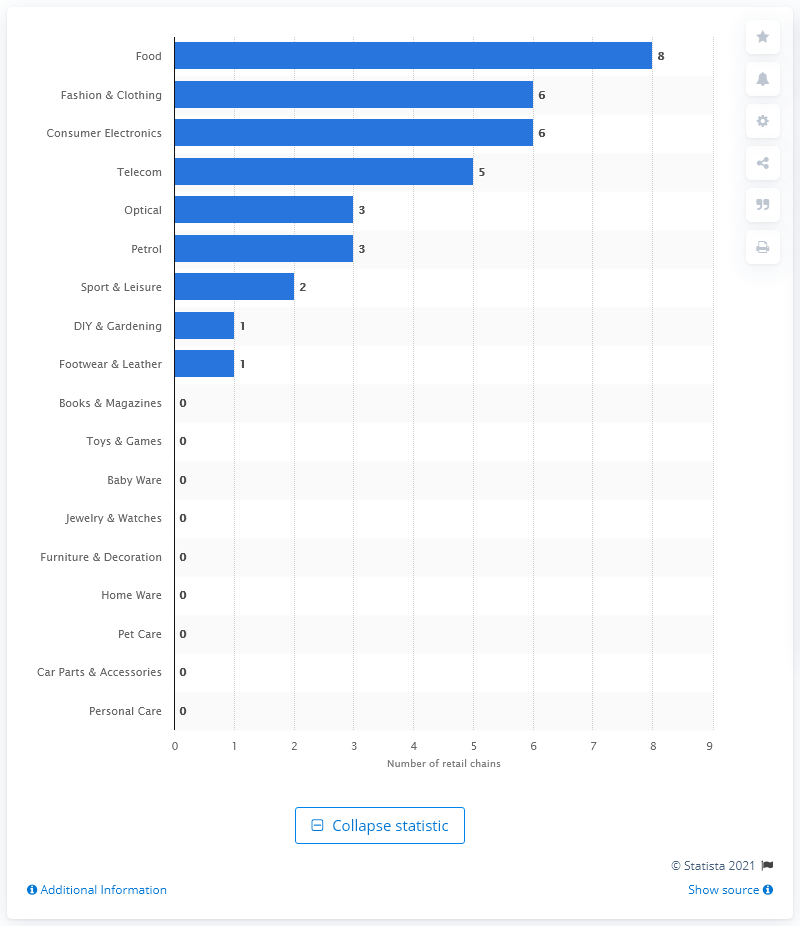 Food 8
Fashion & Clothing 6
Consumer Electronics 6
Telecom 5
Optical 3
Petrol 3
Sport & Leisure 2
DIY & Gardening 1
Footwear & Leather 1
Books & Magazines 0
Toys & Games 0
Baby Ware 0
Jewelry & Watches 0
Furniture & Decoration 0
Home Ware 0
Pet Care 0
Car Parts & Accessories 0
Personal Care 0
0 1 2 3 4 5 6 7 8 9
Number of retail chains
Collapse statistic
© Statista 2021
Additional Information
Show source